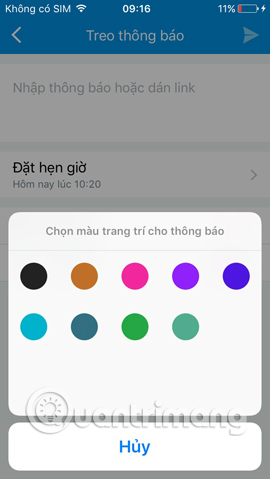 Không có SIM 09:16 11%
Treo thông báo
Nhập thông báo hoặc dán link
Đặt hẹn giờ
Hôm nay lúc 10:20
Chọn màu trang trí cho thông báo
Quantrimang
Hủy